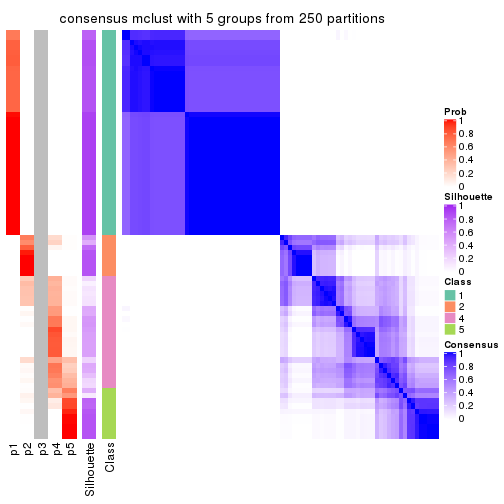 consensus mclust with 5 groups from 250 partitions
Prob
1
0.8
0.6
0.4
0.2
0
Silhouette
1
0.8
0.6
0.4
0.2
0
Class
1
2
4
5
Consensus
1
0.8
0.6
0.4
0.2
0
p1
p2
p3
p4
p5
Silhouette
Class